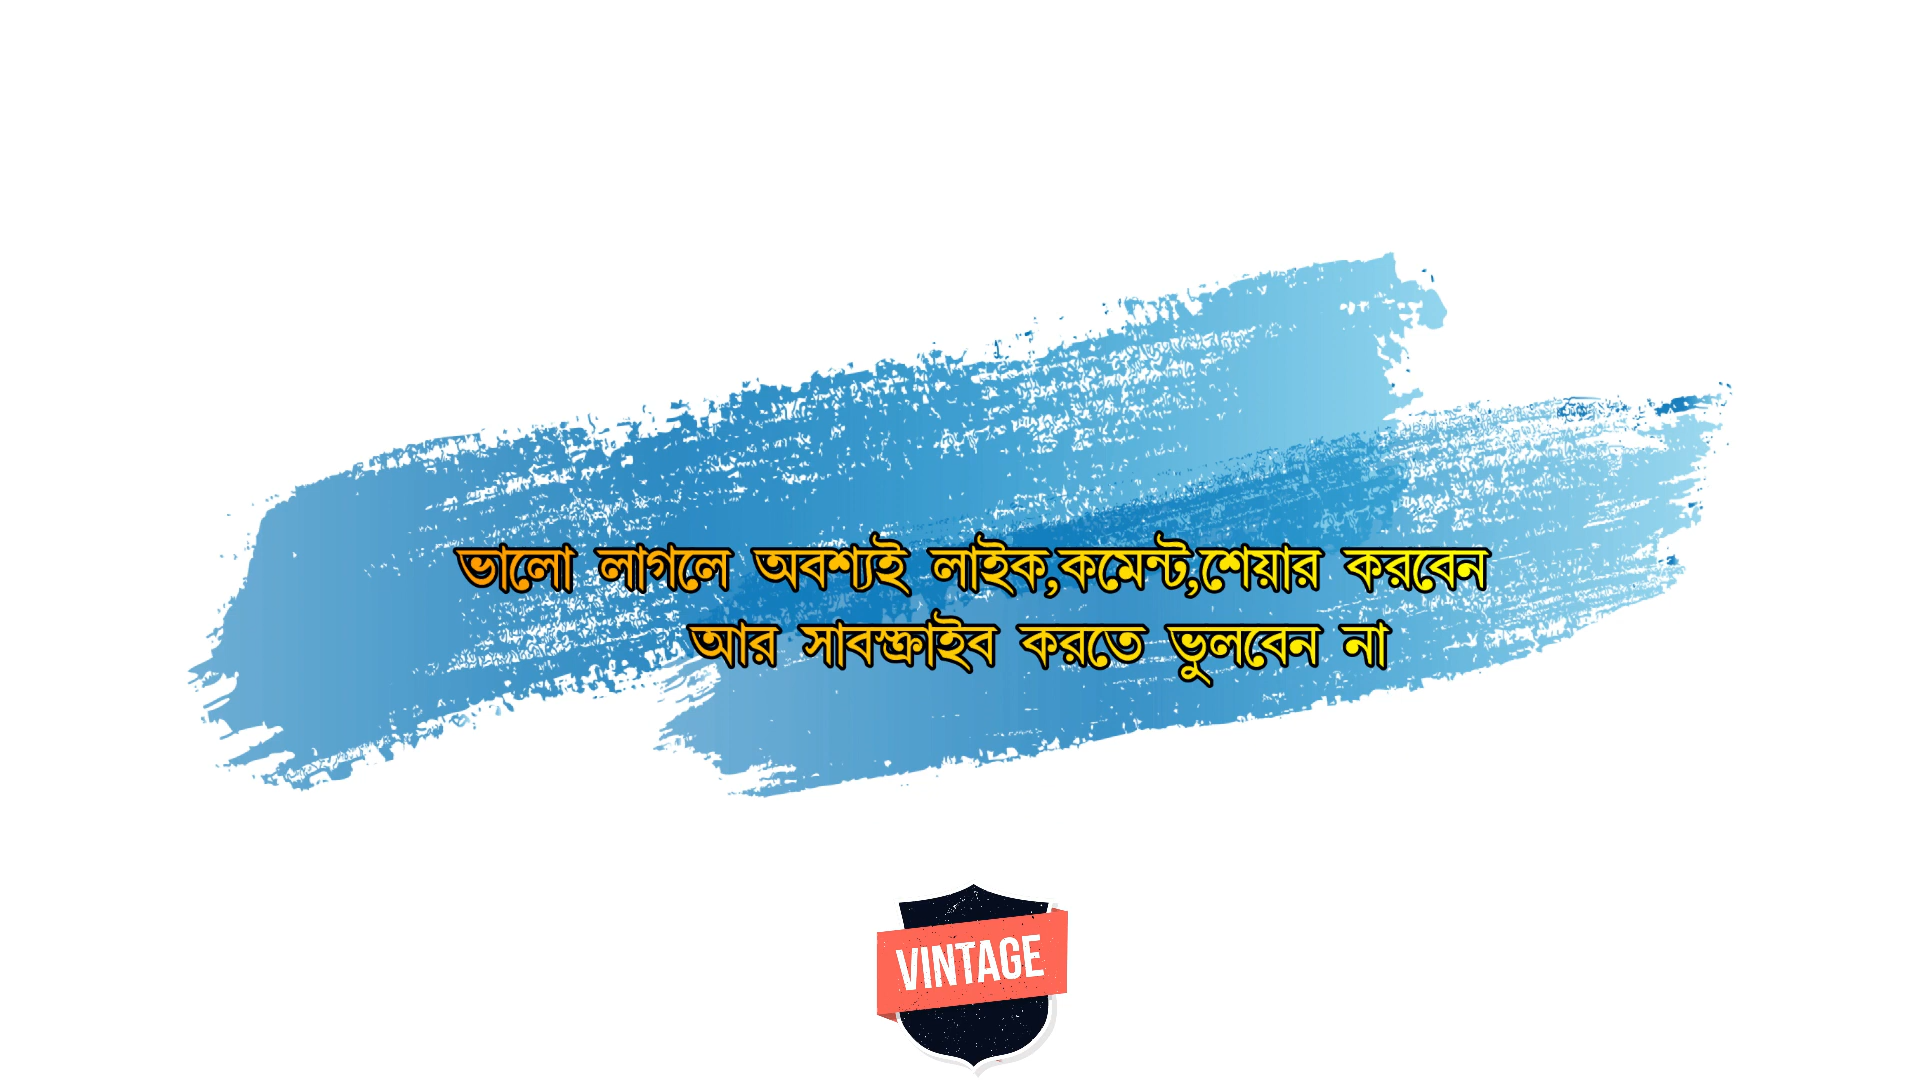 ভালো লাগলে অবশ্যই লাইক,কমেন্ট,শেয়ার করবেন
আর সাবস্ক্রাইব করতে ভুলবেন না
VINTAGE